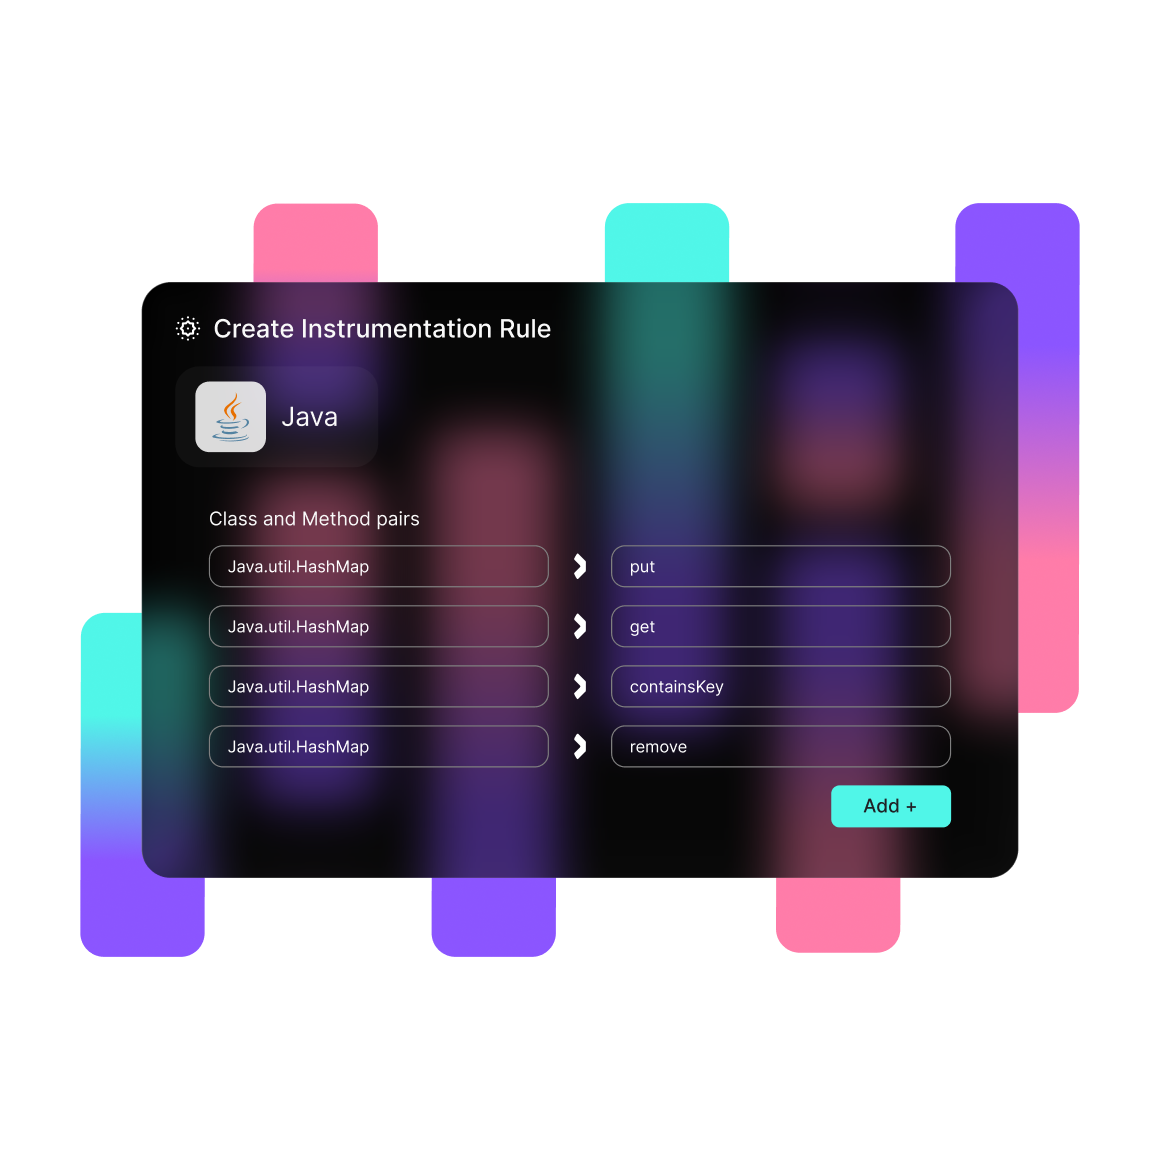 Create Instrumentation Rule
Java
Class and Method pairs
Java.util.HashMap
put
Java.util.HashMap
get
Java.util.HashMap
containsKey
Java.util.HashMap
remove
Add +